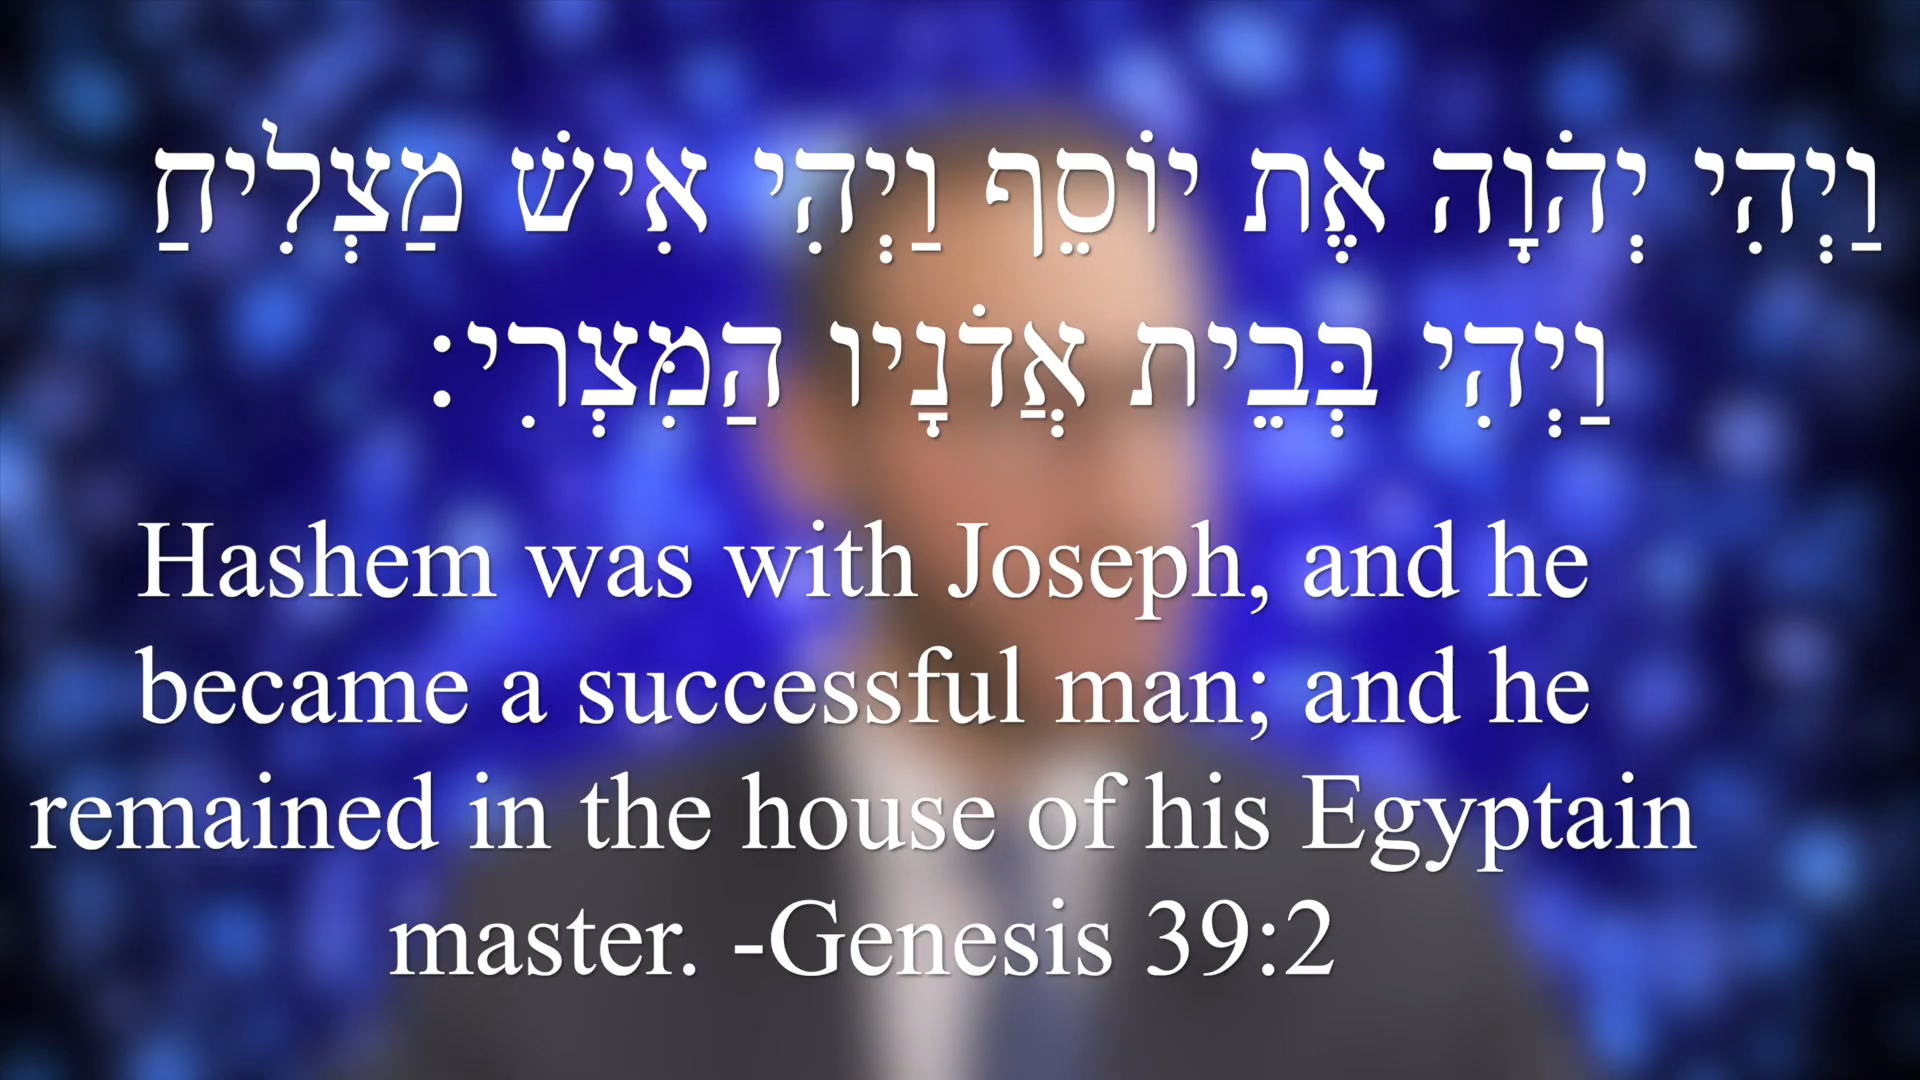 וַיְהִי יְהֹוָה אֶת יוֹסֵף וַיְהִי אִישׁ מַצְלִיחַ
וַיְהִי בְּבֵית אֲדֹנָיו הַמִּצְרִי:
Hashem was with Joseph, and he
became a successful man; and he
remained in the house of his Egyptain
master. -Genesis 39:2